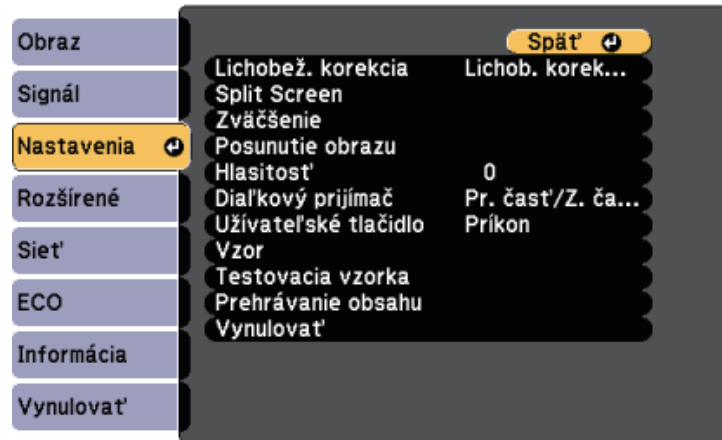 Obraz
Signál
Nastavenia
Rozšírené
Sieť
ECO
Informácia
Vynulovať
Späť
Lichobež. korekcia Lichob. korek...
Split Screen
Zväčšenie
Posunutie obrazu
Hlasitosť 0
Diaľkový prijímač Pr. časť/Z. ča...
Užívateľské tlačidlo Príkon
Vzor
Testovacia vzorka
Prehrávanie obsahu
Vynulovať